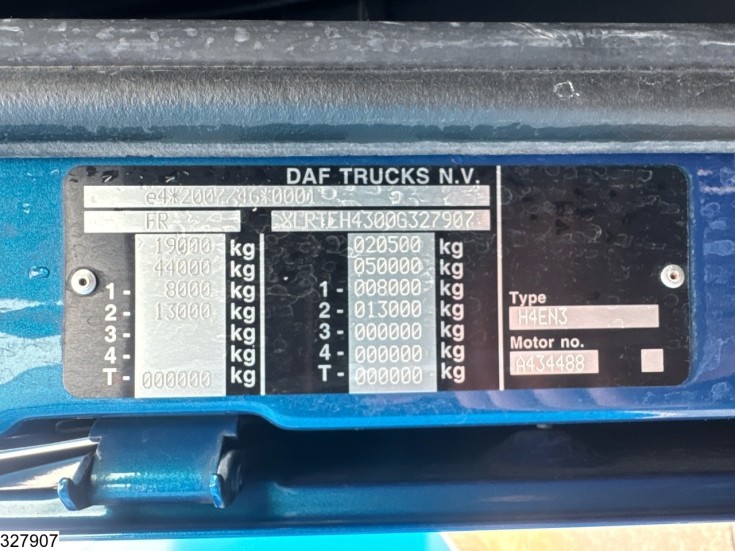 DAF TRUCKS N.V.
e4*2007/46*0001
FR XLRTEH4300G327907
19000 kg 020500 kg
44000 kg 050000 kg
1- 8000 kg 1- 008000 kg
2- 13000 kg 2- 013000 kg
3- kg 3- 000000 kg
4- kg 4- 000000 kg
T- 000000 kg T- 000000 kg
Type
H4EN3
Motor no.
A434488
327907